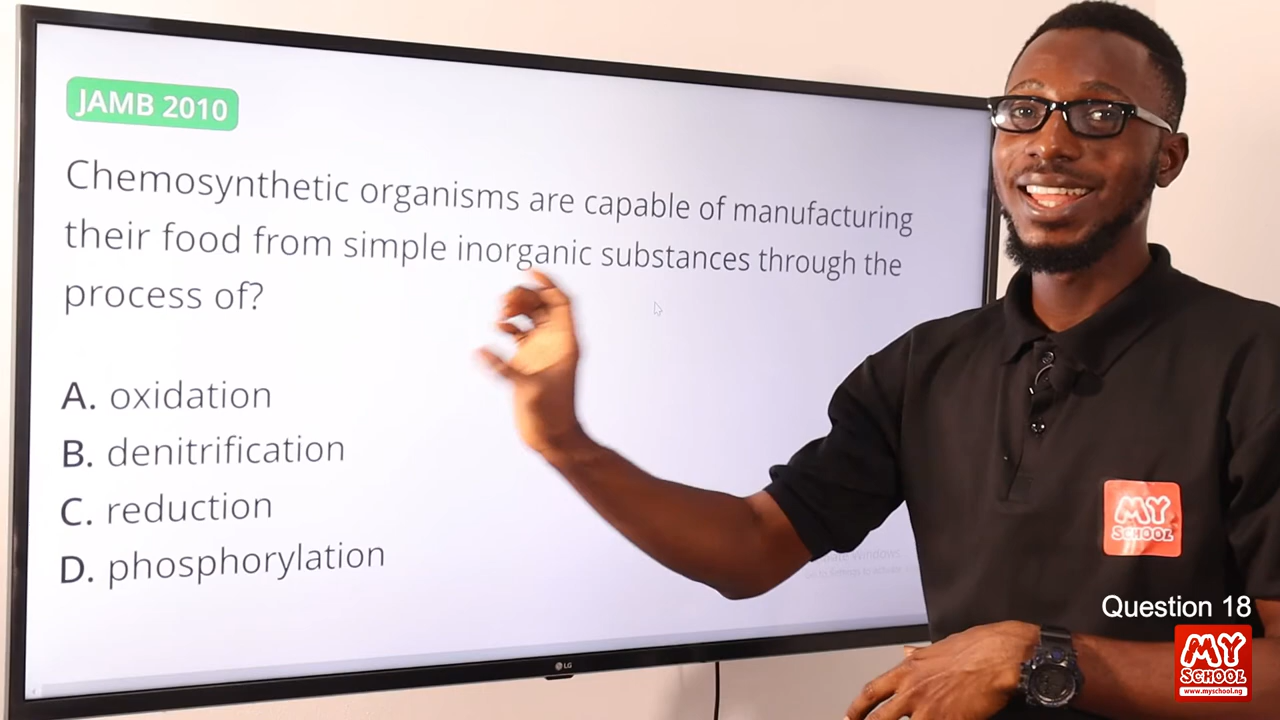 JAMB 2010
Chemosynthetic organisms are capable of manufacturing
their food from simple inorganic substances through the
process of?
A. oxidation
B. denitrification
C. reduction
D. phosphorylation
LG
MY
SCHOOL
Question 18
MY
SCHOOL
www.myschool.ng